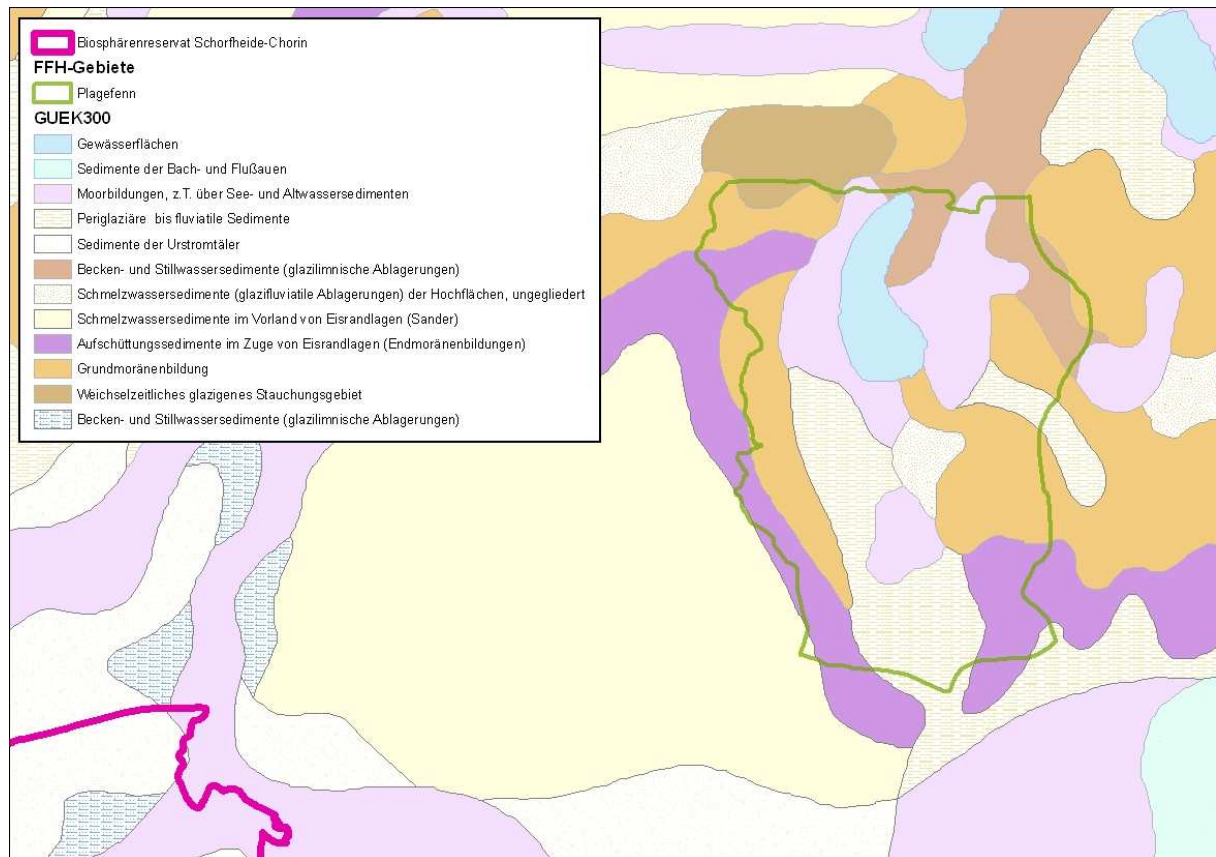 Biosphärenreservat Schorfheide-Chorin
FFH-Gebiete
Plagefenn
GUEK300
Gewässerflächen
Sedimente der Bach- und Flußauen
Moorbildungen, z.T. über See- und Altwassersedimenten
Periglaziäre bis fluviatile Sedimente
Sedimente der Urstromtäler
Becken- und Stillwassersedimente (glazilimnische Ablagerungen)
Schmelzwassersedimente (glazifluviatile Ablagerungen) der Hochflächen, ungegliedert
Schmelzwassersedimente im Vorland von Eisrandlagen (Sander)
Aufschüttungssedimente im Zuge von Eisrandlagen (Endmoränenbildungen)
Grundmoränenbildung
Weichselzeitliches glazigenes Stauchungsgebiet
Becken- und Stillwassersedimente (glazilimnische Ablagerungen)